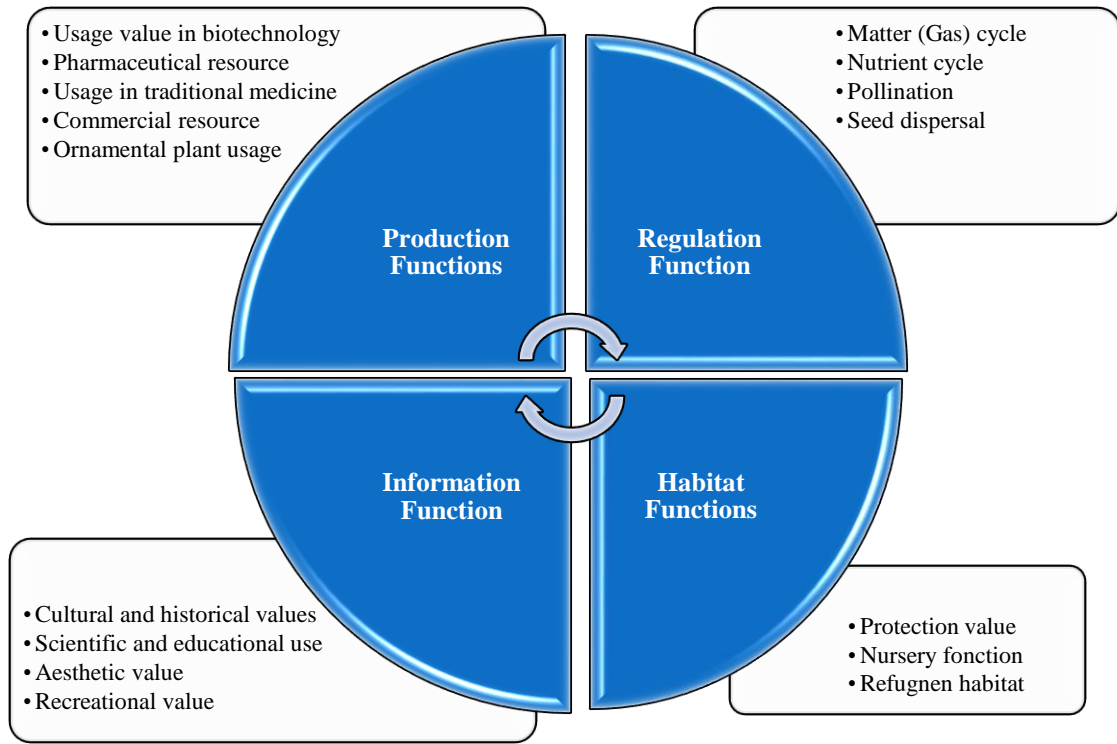 • Usage value in biotechnology
• Pharmaceutical resource
• Usage in traditional medicine
• Commercial resource
• Ornamental plant usage
• Matter (Gas) cycle
• Nutrient cycle
• Pollination
• Seed dispersal
Production
Functions
Regulation
Function
Information
Function
Habitat
Functions
• Cultural and historical values
• Scientific and educational use
• Aesthetic value
• Recreational value
• Protection value
• Nursery fonction
• Refugnen habitat